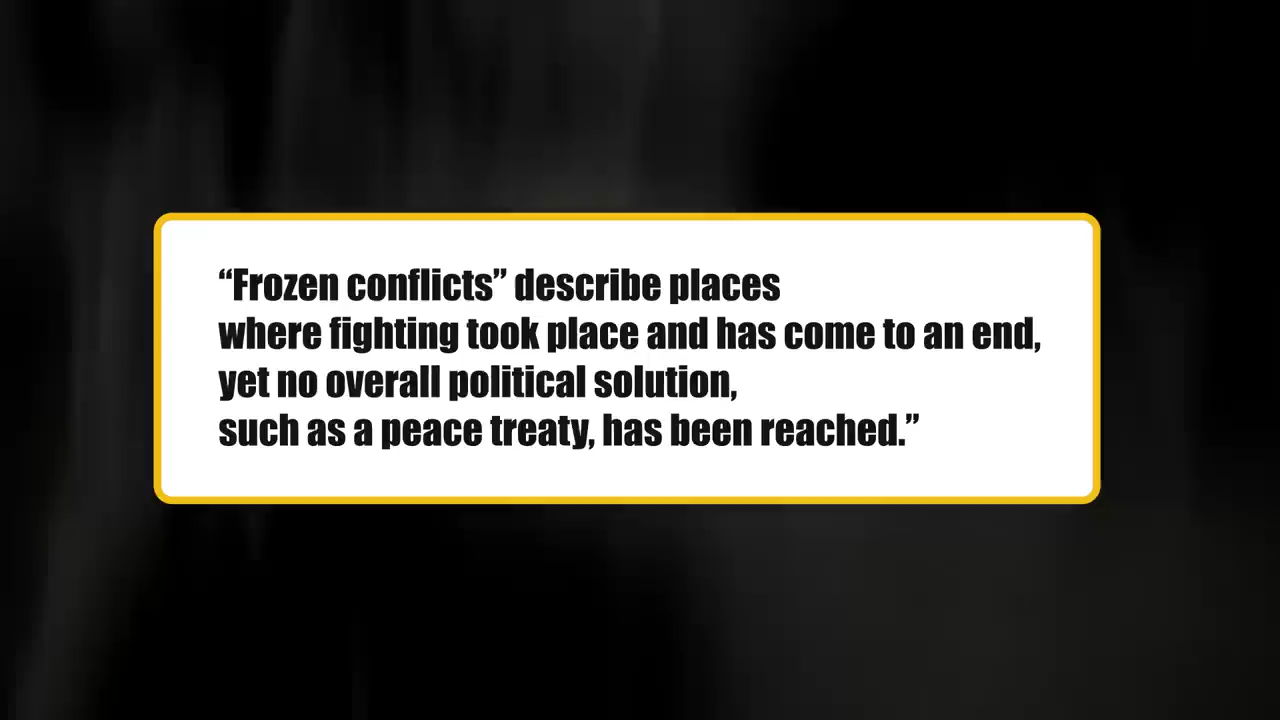 “Frozen conflicts” describe places
where fighting took place and has come to an end,
yet no overall political solution,
such as a peace treaty, has been reached.”